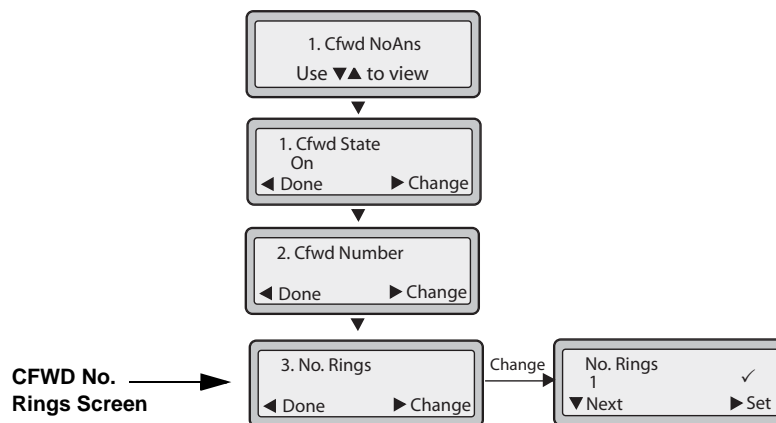 1. Cfwd NoAns
Use ▼▲ to view
▼
1. Cfwd State
On
◀ Done ▶ Change
▼
2. Cfwd Number
◀ Done ▶ Change
▼
CFWD No.
Rings Screen
3. No. Rings
◀ Done ▶ Change
Change
No. Rings
1 ✓
▼ Next ▶ Set